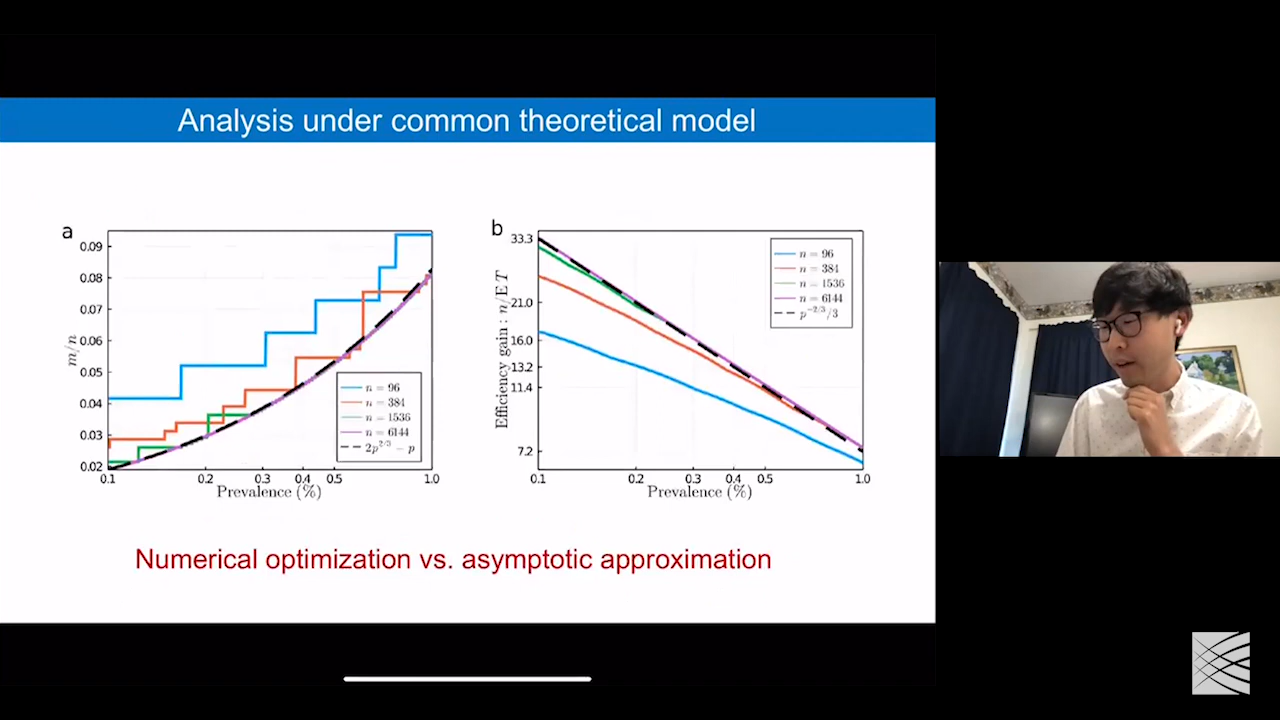 Analysis under common theoretical model
a
0.09
0.08
0.07
0.06
0.05
0.04
0.03
0.02
m/n
n = 96
n = 384
n = 1536
n = 6144
2p^{2/3} − p
0.1
0.2
0.3
0.4
0.5
1.0
Prevalence (%)
b
33.3
21.0
16.0
13.2
11.4
7.2
Efficiency gain : n/E T
n = 96
n = 384
n = 1536
n = 6144
p^{−2/3}/3
0.1
0.2
0.3
0.4
0.5
1.0
Prevalence (%)
Numerical optimization vs. asymptotic approximation